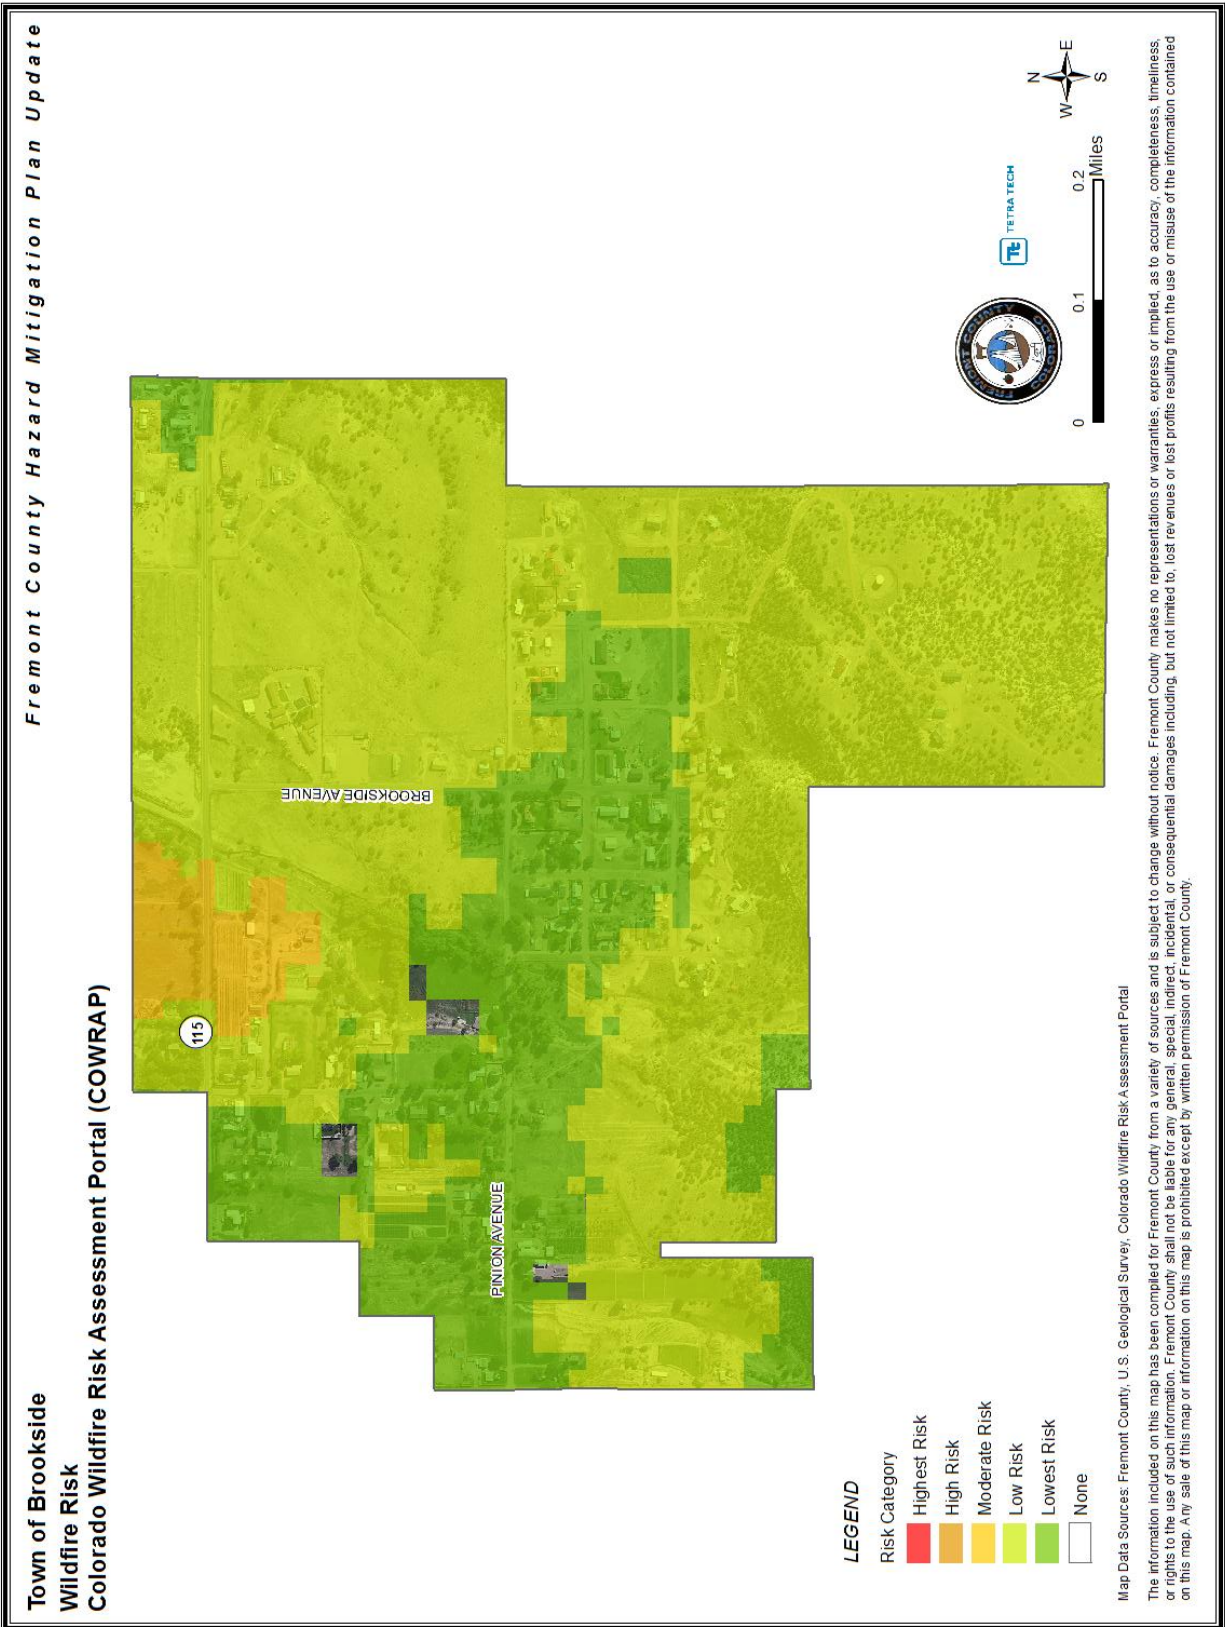 Town of Brookside
Wildfire Risk
Colorado Wildfire Risk Assessment Portal (COWRAP)
Fremont County Hazard Mitigation Plan Update
115
BROOKSIDE AVENUE
PINION AVENUE
LEGEND
Risk Category
Highest Risk
High Risk
Moderate Risk
Low Risk
Lowest Risk
None
FREMONT COUNTY
COLORADO
Tt TETRA TECH
N
W E
S
0 0.1 0.2
Miles
Map Data Sources: Fremont County, U.S. Geological Survey, Colorado Wildfire Risk Assessment Portal
The information included on this map has been compiled for Fremont County from a variety of sources and is subject to change without notice. Fremont County makes no representations or warranties, express or implied, as to accuracy, completeness, timeliness,
or rights to the use of such information. Fremont County shall not be liable for any general, special, indirect, incidental, or consequential damages including, but not limited to, lost revenues or lost profits resulting from the use or misuse of the information contained
on this map. Any sale of this map or information on this map is prohibited except by written permission of Fremont County.